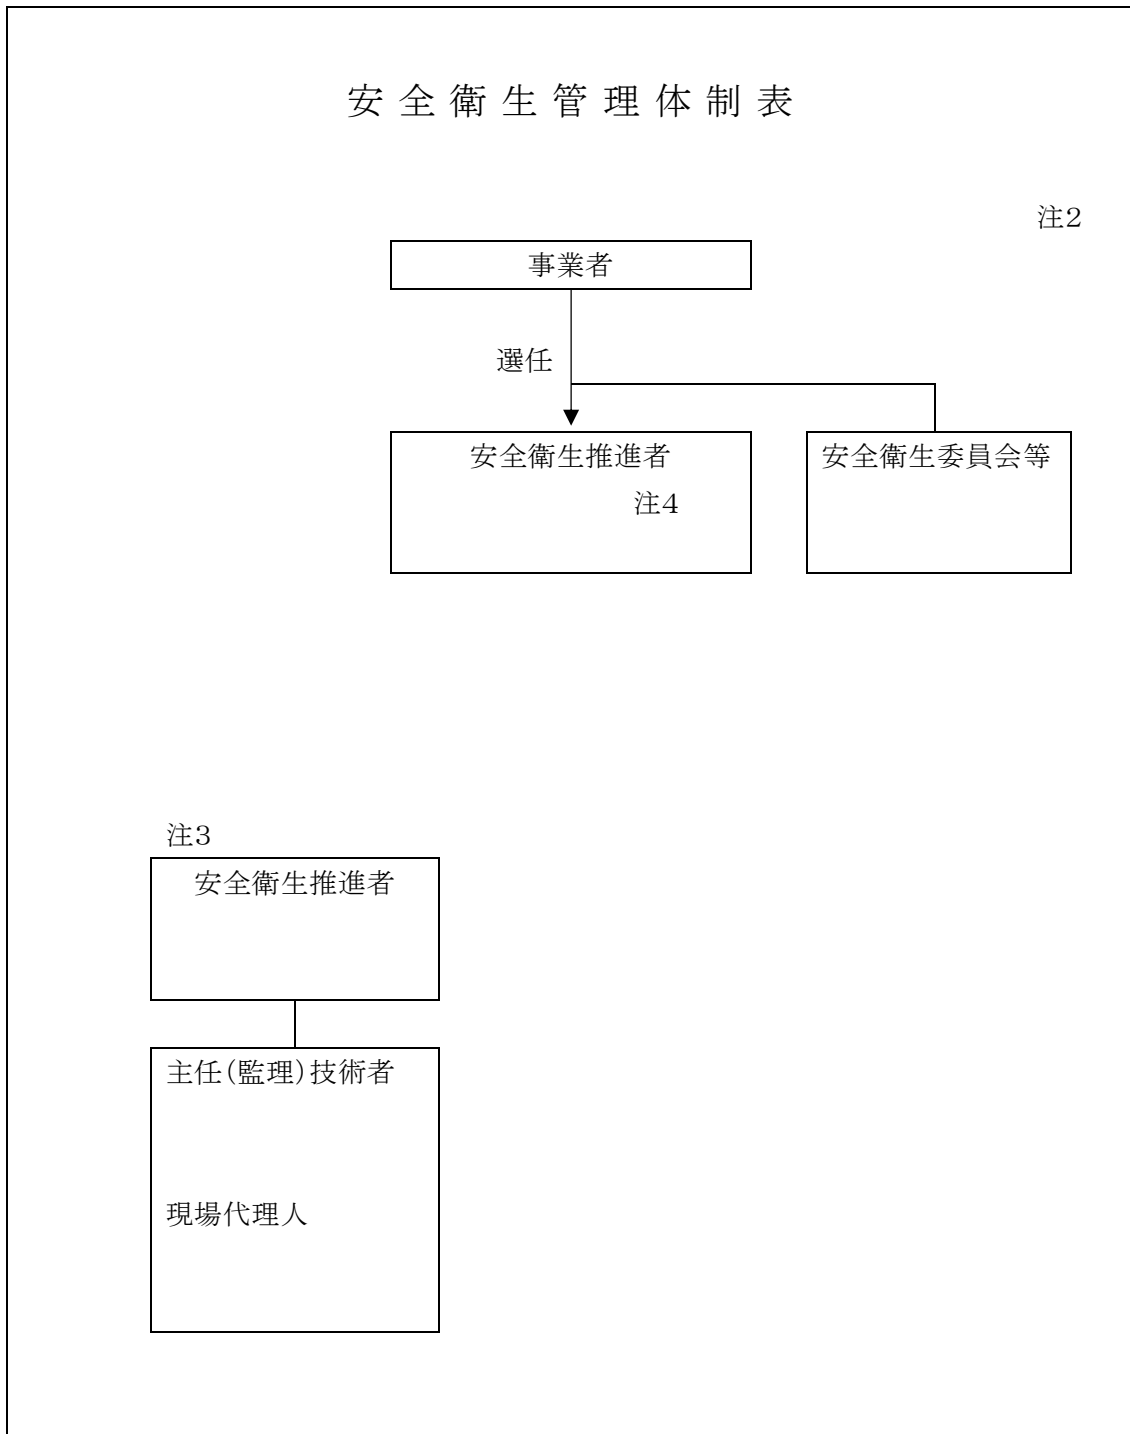 安全衛生管理体制表
注2
事業者
選任
安全衛生推進者
注4
安全衛生委員会等
注3
安全衛生推進者
主任(監理)技術者
現場代理人